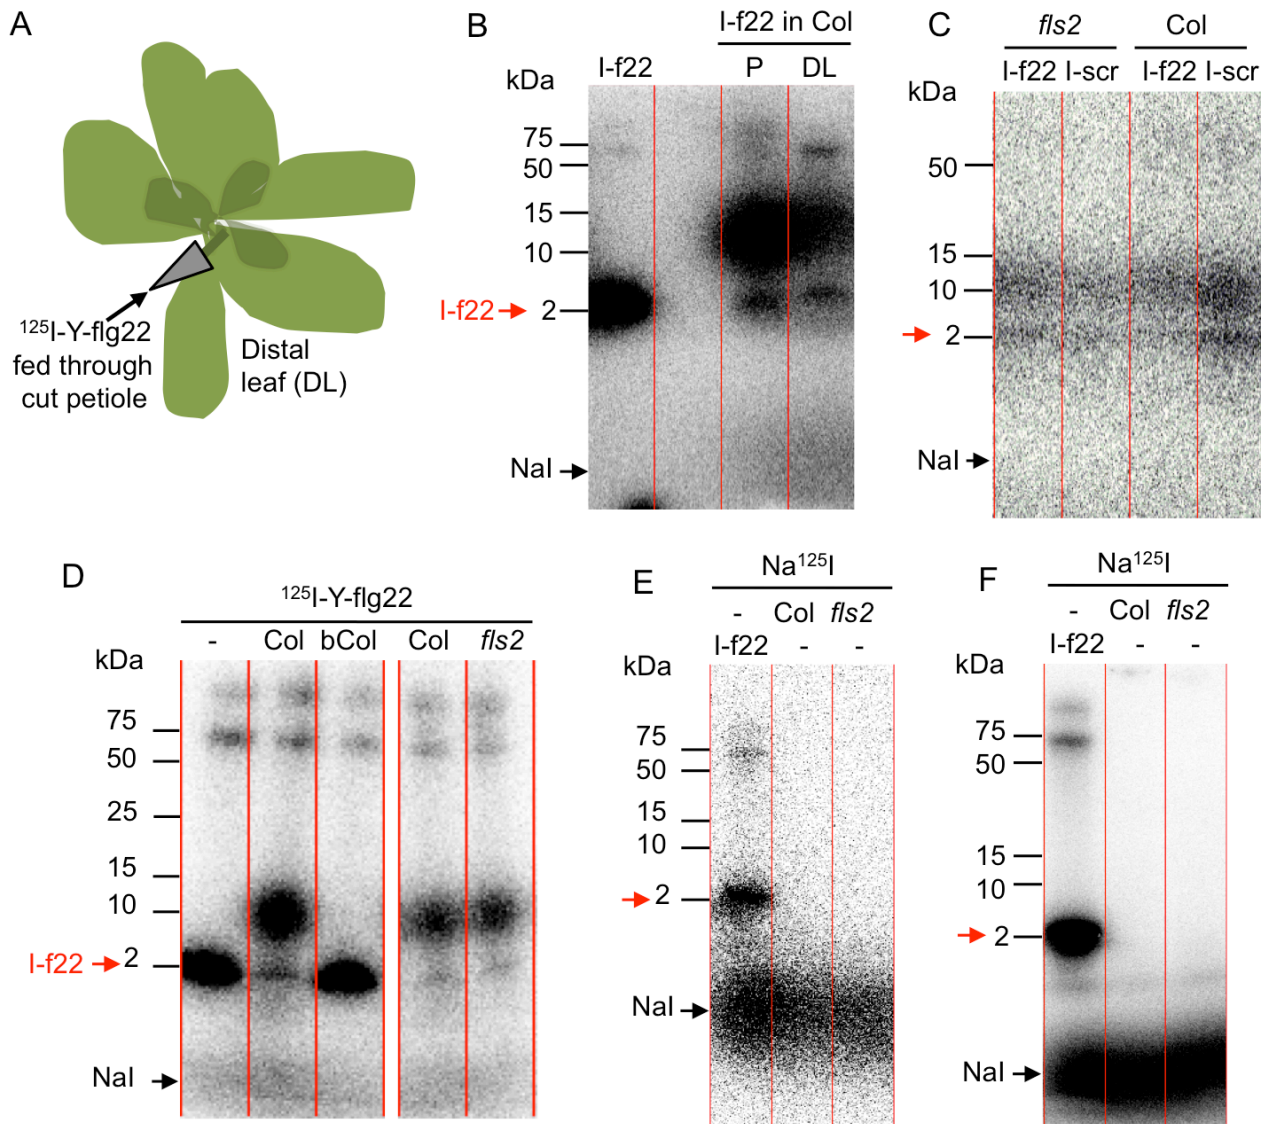 A
¹²⁵I-Y-flg22
fed through
cut petiole
Distal
leaf (DL)
B
I-f22 in Col
I-f22 P DL
kDa
75
50
15
10
I-f22 2
NaI
C
fls2 Col
I-f22 I-scr I-f22 I-scr
kDa
50
15
10
2
NaI
D
¹²⁵I-Y-flg22
- Col bCol Col fls2
kDa
75
50
25
15
10
I-f22 2
NaI
E
Na¹²⁵I
- Col fls2
I-f22 - -
kDa
75
50
15
10
2
NaI
F
Na¹²⁵I
- Col fls2
I-f22 - -
kDa
75
50
15
10
2
NaI